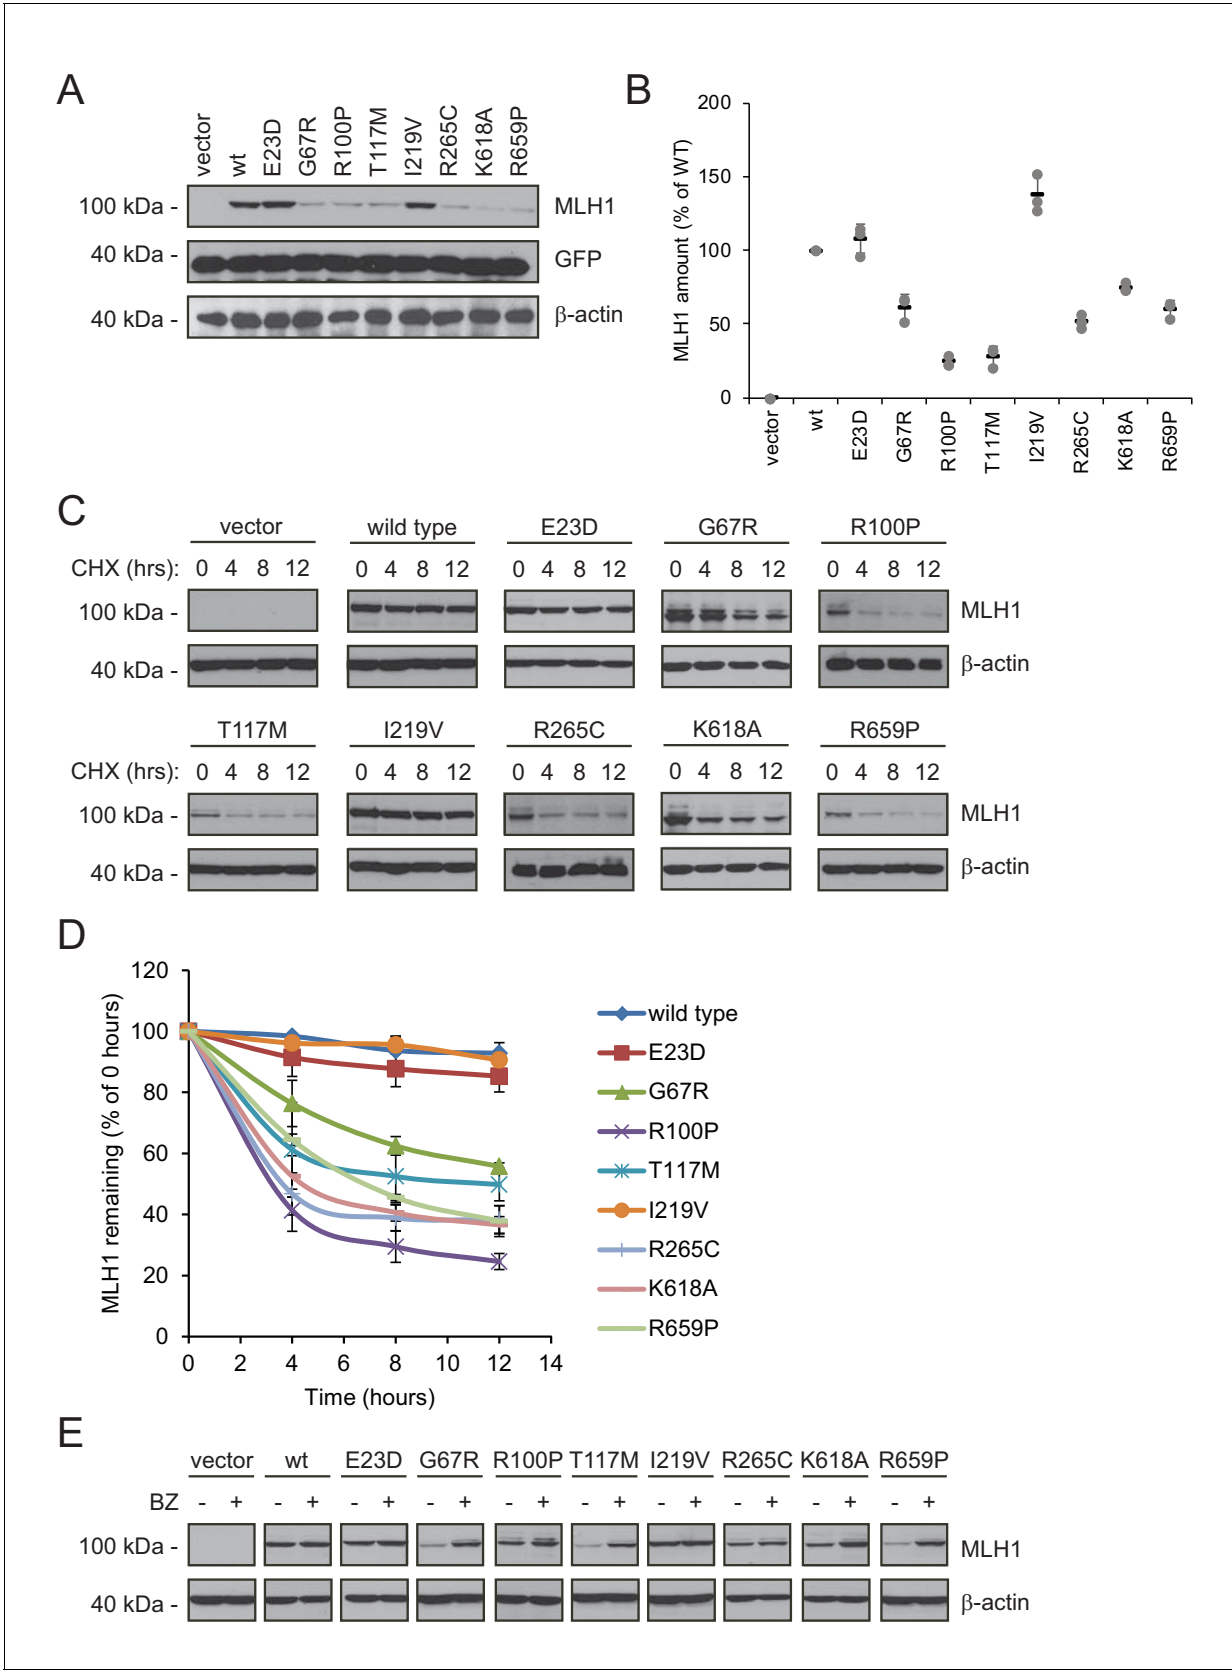 A
vector wt E23D G67R R100P T117M I219V R265C K618A R659P
100 kDa - MLH1
40 kDa - GFP
40 kDa - β-actin
B
MLH1 amount (% of WT)
200
150
100
50
0
vector wt E23D G67R R100P T117M I219V R265C K618A R659P
C
vector wild type E23D G67R R100P
CHX (hrs): 0 4 8 12 0 4 8 12 0 4 8 12 0 4 8 12 0 4 8 12
100 kDa - MLH1
40 kDa - β-actin
T117M I219V R265C K618A R659P
CHX (hrs): 0 4 8 12 0 4 8 12 0 4 8 12 0 4 8 12 0 4 8 12
100 kDa - MLH1
40 kDa - β-actin
D
MLH1 remaining (% of 0 hours)
120
100
80
60
40
20
0
0 2 4 6 8 10 12 14
Time (hours)
wild type
E23D
G67R
R100P
T117M
I219V
R265C
K618A
R659P
E
vector wt E23D G67R R100P T117M I219V R265C K618A R659P
BZ - + - + - + - + - + - + - + - + - + - +
100 kDa - MLH1
40 kDa - β-actin